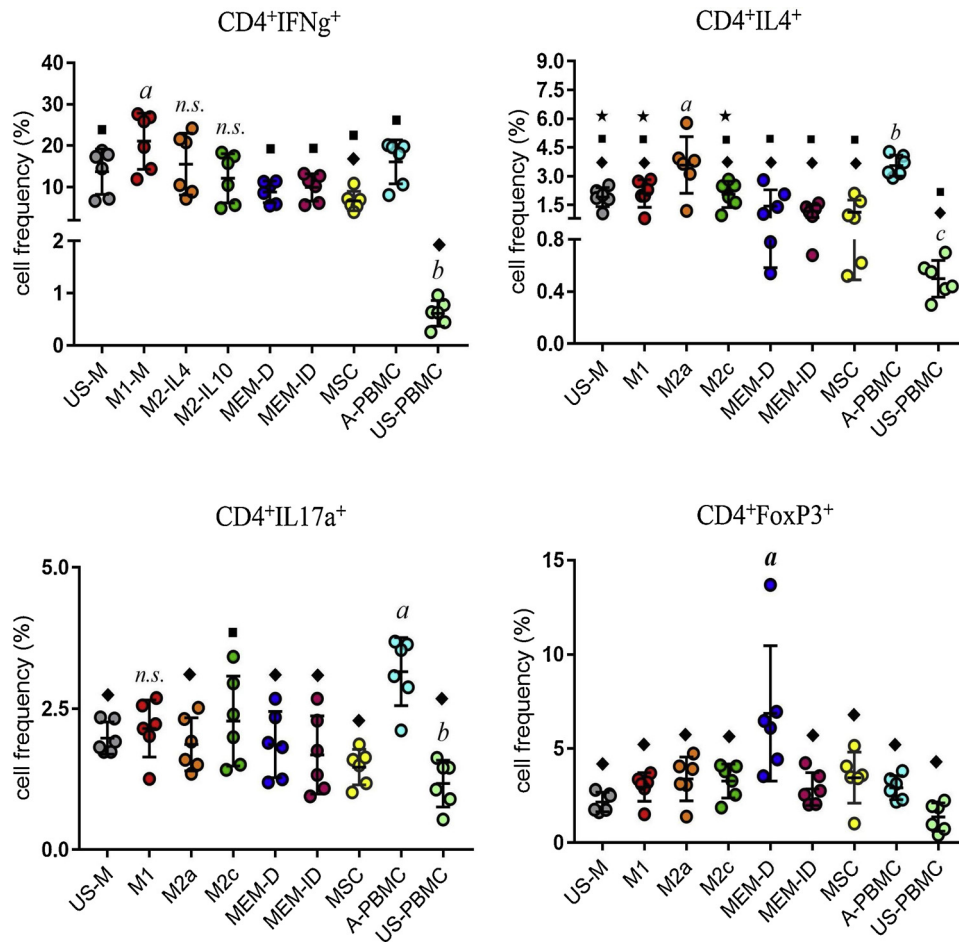 CD4⁺IFNg⁺
cell frequency (%)
40
30
20
10
2
1
0
■ a n.s. n.s. ■ ■ ■ ◆ ■ ◆ b
US-M M1-M M2-IL4 M2-IL10 MEM-D MEM-ID MSC A-PBMC US-PBMC
CD4⁺IL4⁺
cell frequency (%)
9.0
7.5
6.0
4.5
3.0
1.5
0.8
0.4
0.0
★ ■ ◆ ★ ■ ◆ a ★ ■ ◆ ■ ◆ ■ ◆ ■ ◆ b ■ ◆ c
US-M M1 M2a M2c MEM-D MEM-ID MSC A-PBMC US-PBMC
CD4⁺IL17a⁺
cell frequency (%)
5.0
2.5
0.0
◆ n.s. ◆ ■ ◆ ◆ ◆ a ◆ b
US-M M1 M2a M2c MEM-D MEM-ID MSC A-PBMC US-PBMC
CD4⁺FoxP3⁺
cell frequency (%)
15
10
5
0
◆ ◆ ◆ ◆ a ◆ ◆ ◆ ◆
US-M M1 M2a M2c MEM-D MEM-ID MSC A-PBMC US-PBMC